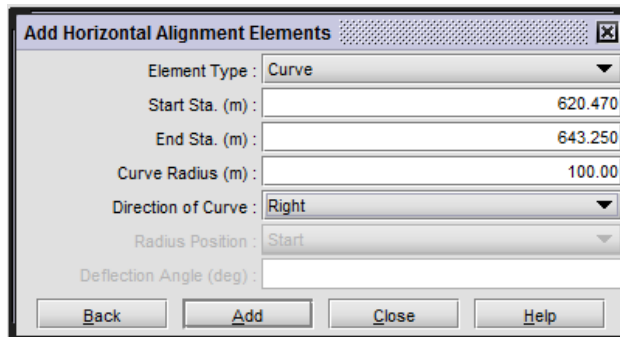 Add Horizontal Alignment Elements
Element Type : Curve
Start Sta. (m) : 620.470
End Sta. (m) : 643.250
Curve Radius (m) : 100.00
Direction of Curve : Right
Radius Position : Start
Deflection Angle (deg) :
Back Add Close Help